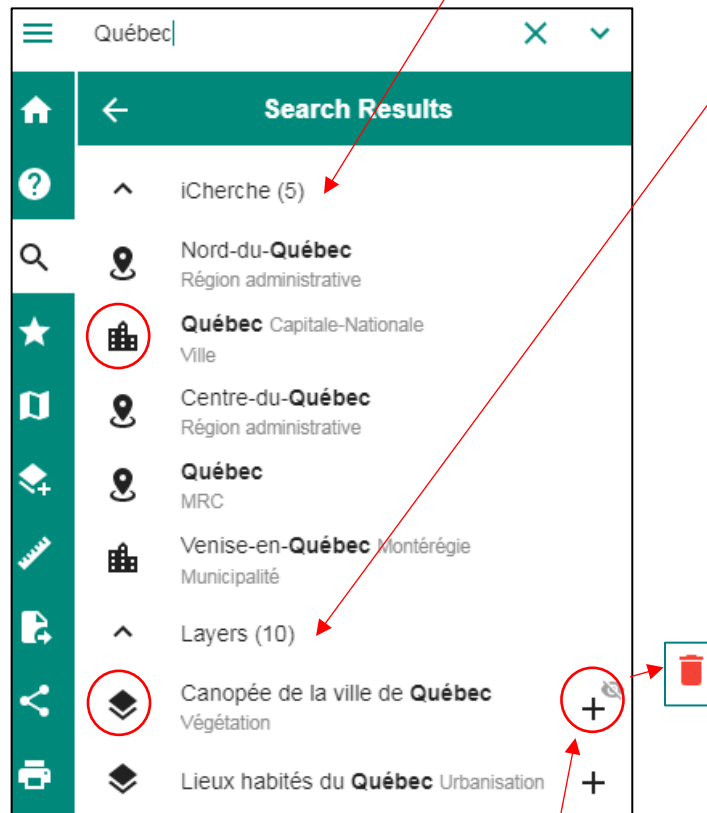 Québec
Search Results
iCherche (5)
Nord-du-Québec
Région administrative
Québec Capitale-Nationale
Ville
Centre-du-Québec
Région administrative
Québec
MRC
Venise-en-Québec Montérégie
Municipalité
Layers (10)
Canopée de la ville de Québec
Végétation
Lieux habités du Québec Urbanisation